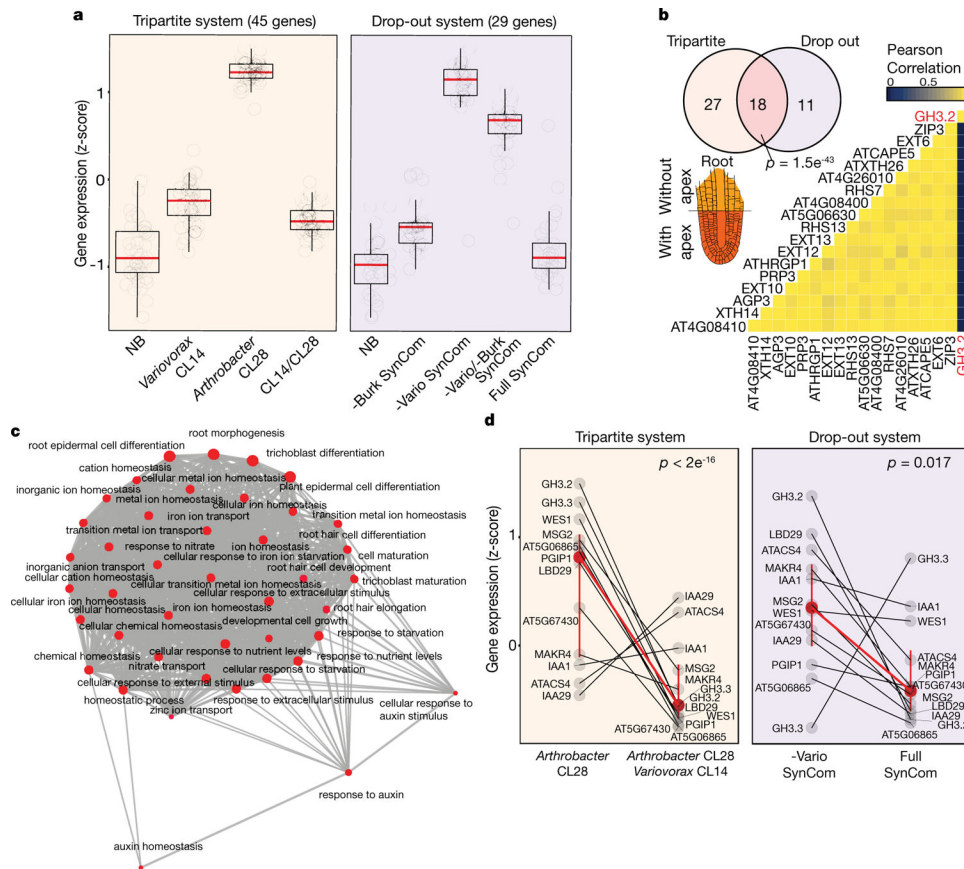 a
Tripartite system (45 genes)
Drop-out system (29 genes)
Gene expression (z-score)
1
0
-1
NB
Variovorax
CL14
Arthrobacter
CL28
CL14/CL28
NB
-Burk SynCom
-Vario SynCom
-Vario/-Burk
SynCom
Full SynCom
b
Tripartite
Drop out
27
18
11
p = 1.5e-43
Pearson
Correlation
0
0.5
Root
Without
apex
With
apex
GH3.2
ZIP3
EXT6
ATCAPE5
ATXTH26
AT4G26010
RHS7
AT4G08400
AT5G06630
RHS13
EXT13
EXT12
ATHRGP1
PRP3
EXT10
AGP3
XTH14
AT4G08410
AT4G08410
XTH14
AGP3
EXT10
PRP3
ATHRGP1
EXT12
EXT13
RHS13
AT5G06630
AT4G08400
RHS7
AT4G26010
ATXTH26
ATCAPE5
EXT6
ZIP3
GH3.2
c
root morphogenesis
root epidermal cell differentiation
trichoblast differentiation
cation homeostasis
cellular metal ion homeostasis
plant epidermal cell differentiation
inorganic ion homeostasis
metal ion homeostasis
cellular ion homeostasis
iron ion transport
transition metal ion homeostasis
transition metal ion transport
root hair cell differentiation
response to nitrate
ion homeostasis
cell maturation
cellular response to iron ion starvation
inorganic anion transport
root hair cell development
cellular cation homeostasis
cellular transition metal ion homeostasis
trichoblast maturation
cellular response to extracellular stimulus
cellular iron ion homeostasis
iron ion homeostasis
root hair elongation
cellular homeostasis
developmental cell growth
cellular chemical homeostasis
response to starvation
cellular response to nutrient levels
chemical homeostasis
response to nutrient levels
nitrate transport
cellular response to starvation
cellular response to external stimulus
homeostatic process
response to extracellular stimulus
cellular response to
auxin stimulus
zinc ion transport
response to auxin
auxin homeostasis
d
Tripartite system
Drop-out system
Gene expression (z-score)
1
0
p < 2e-16
GH3.2
GH3.3
WES1
MSG2
AT5G06865
PGIP1
LBD29
AT5G67430
MAKR4
IAA1
ATACS4
IAA29
IAA29
ATACS4
IAA1
MSG2
MAKR4
GH3.3
GH3.2
LBD29
WES1
AT5G67430
PGIP1
AT5G06865
Arthrobacter
CL28
Arthrobacter CL28
Variovorax CL14
p = 0.017
GH3.2
LBD29
ATACS4
MAKR4
IAA1
MSG2
WES1
AT5G67430
IAA29
PGIP1
AT5G06865
GH3.3
GH3.3
IAA1
WES1
ATACS4
MAKR4
PGIP1
AT5G67430
MSG2
LBD29
IAA29
GH3.2
AT5G06865
-Vario
SynCom
Full
SynCom